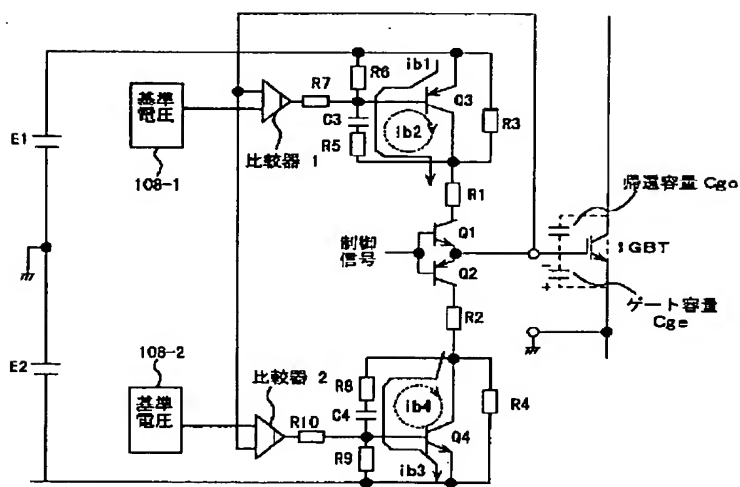 ib1
R6
R7
Q3
基準
電圧
C3
ib2
R3
E1
R5
比較器 1
108-1
R1
帰還容量 Cgc
Q1
制御
信号
IGBT
Q2
ゲート容量
Cge
R2
E2
108-2
比較器 2
R8
基準
電圧
C4
ib4
R4
R10
Q4
R9
ib3